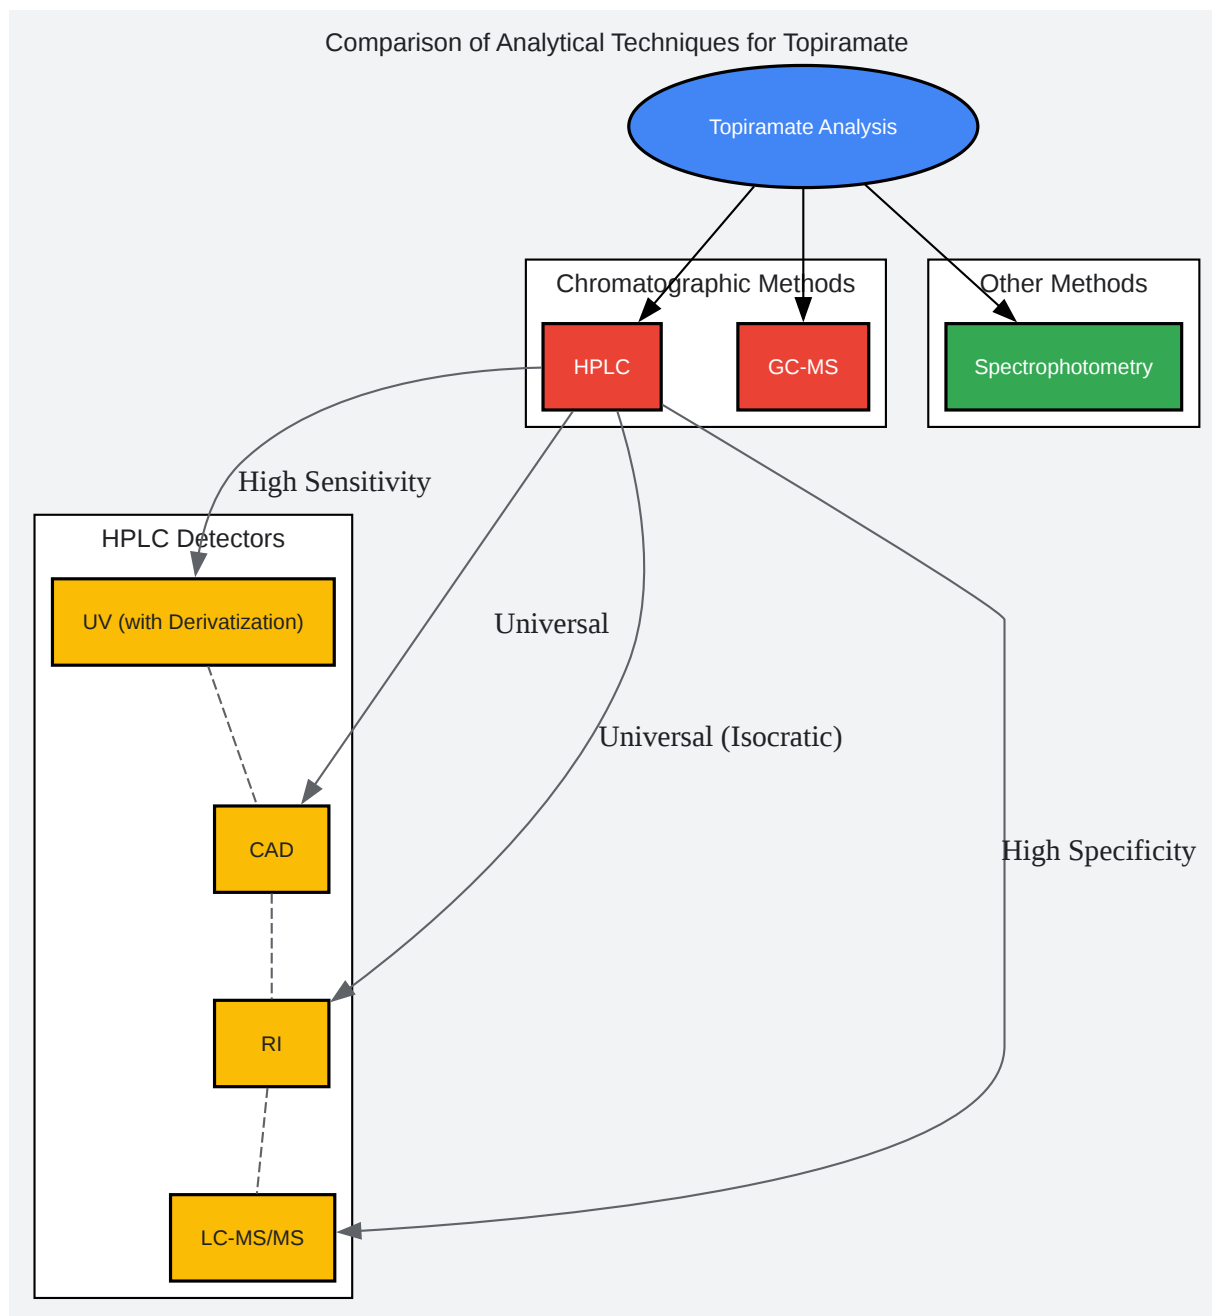 Comparison of Analytical Techniques for Topiramate
Topiramate Analysis
Chromatographic Methods
Other Methods
HPLC
GC-MS
Spectrophotometry
High Sensitivity
HPLC Detectors
UV (with Derivatization)
Universal
Universal (Isocratic)
CAD
High Specificity
RI
LC-MS/MS